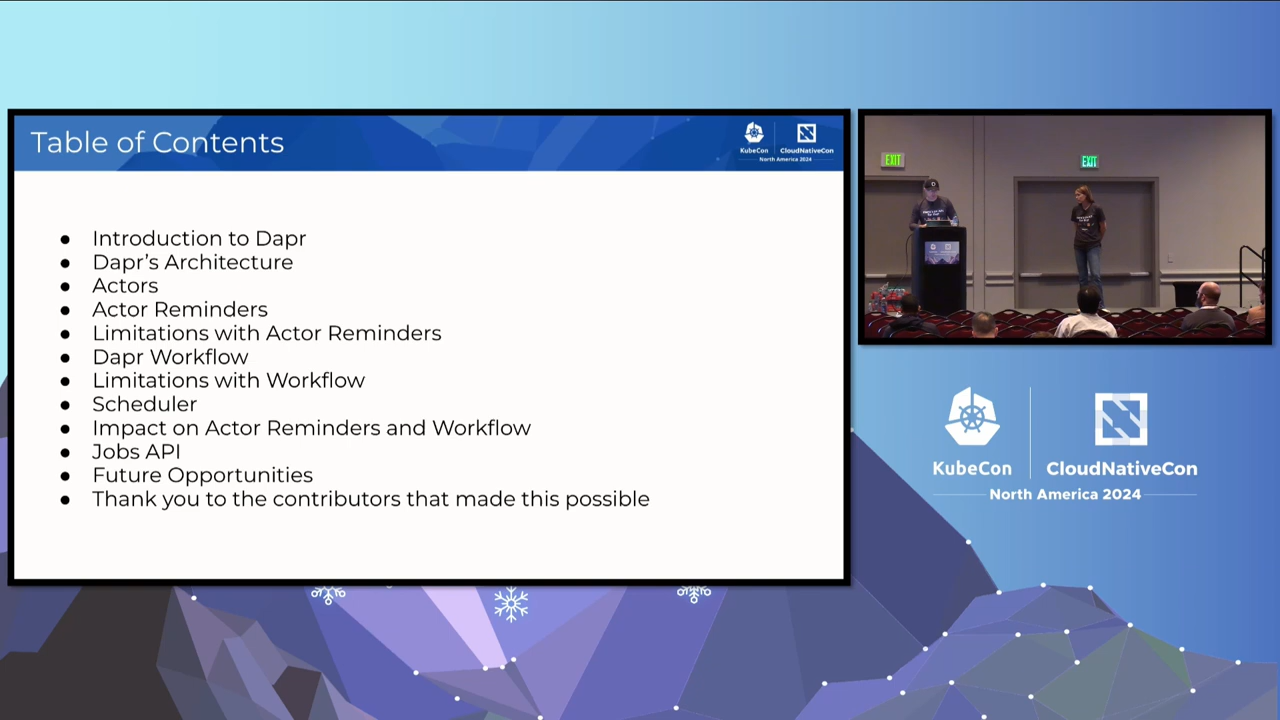 Table of Contents
KubeCon
CloudNativeCon
North America 2024
● Introduction to Dapr
● Dapr's Architecture
● Actors
● Actor Reminders
● Limitations with Actor Reminders
● Dapr Workflow
● Limitations with Workflow
● Scheduler
● Impact on Actor Reminders and Workflow
● Jobs API
● Future Opportunities
● Thank you to the contributors that made this possible
EXIT
EXIT
KubeCon
CloudNativeCon
North America 2024